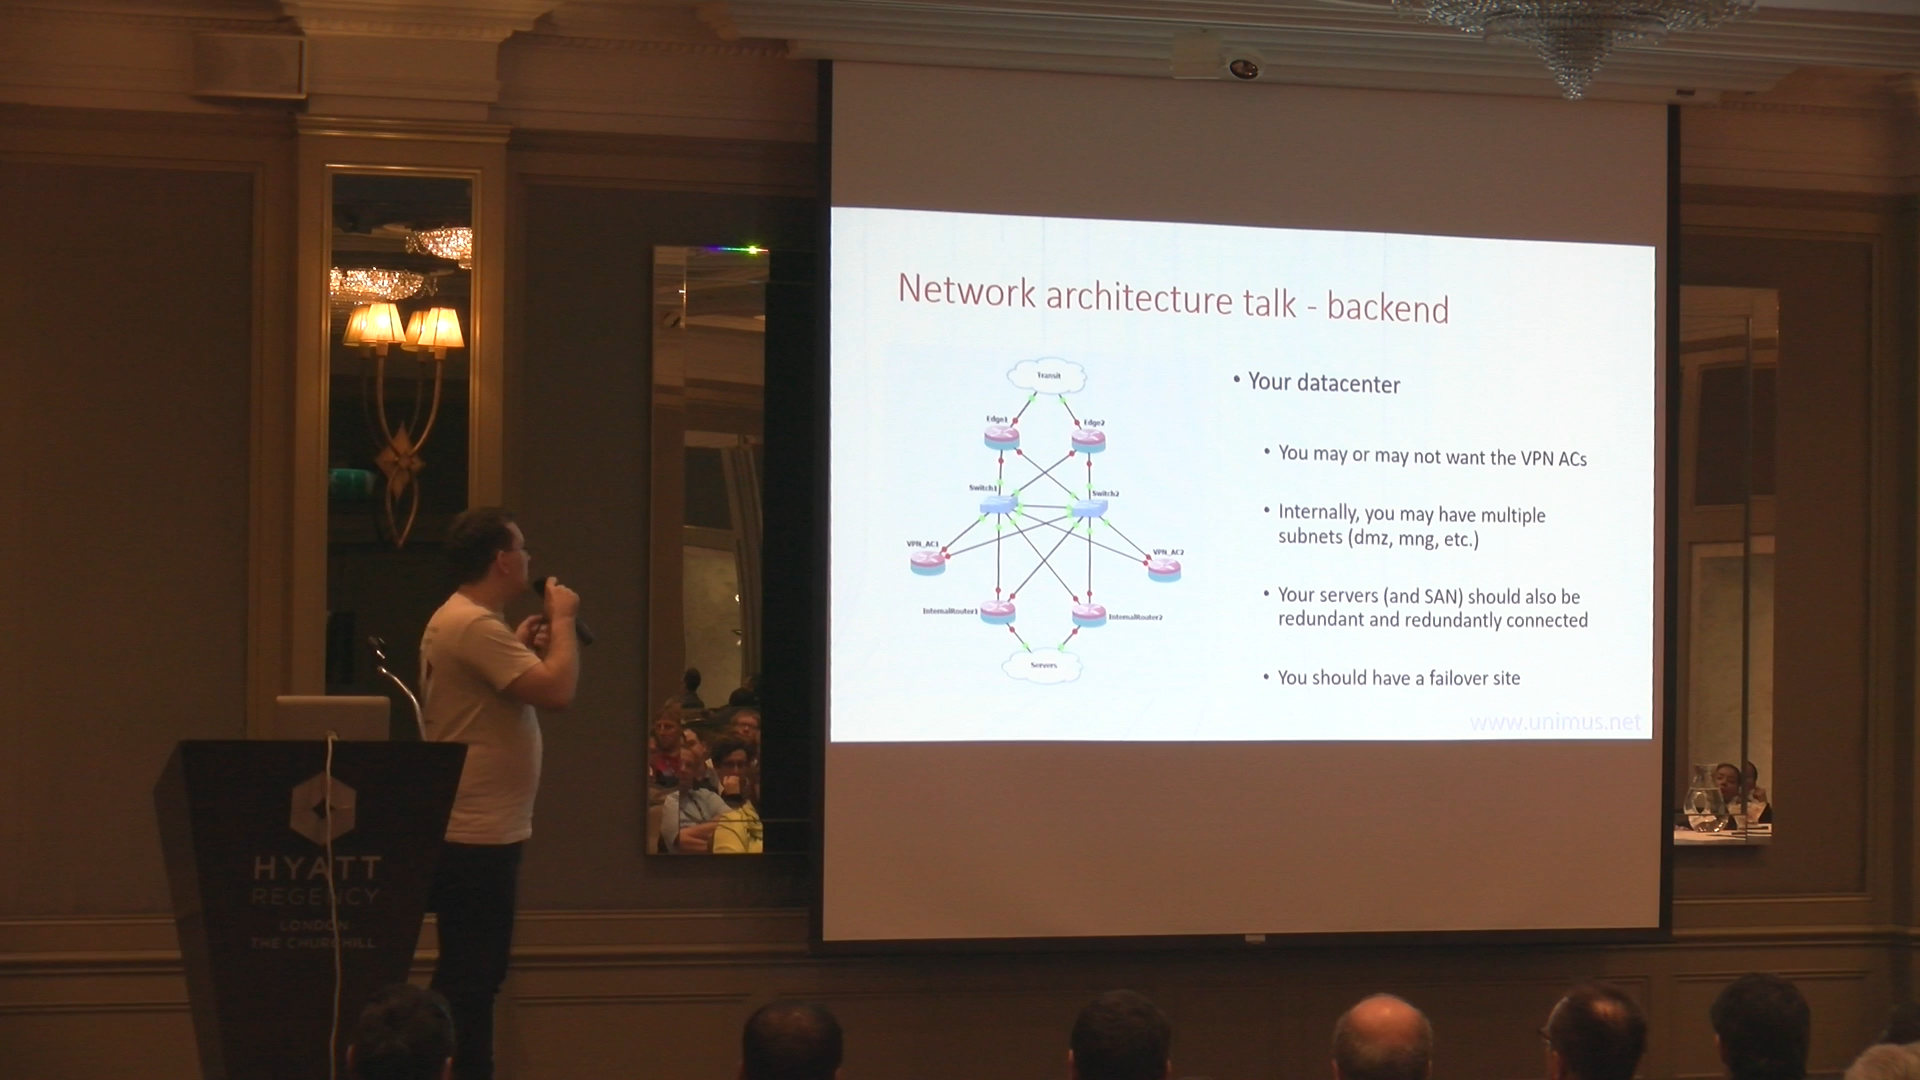 Network architecture talk - backend
Transit
Edge1
Edge2
Switch1
Switch2
VPN_AC1
VPN_AC2
InternalRouter1
InternalRouter2
Servers
• Your datacenter
• You may or may not want the VPN ACs
• Internally, you may have multiple
subnets (dmz, mng, etc.)
• Your servers (and SAN) should also be
redundant and redundantly connected
• You should have a failover site
www.unimus.net
HYATT
REGENCY
LONDON
THE CHURCHILL